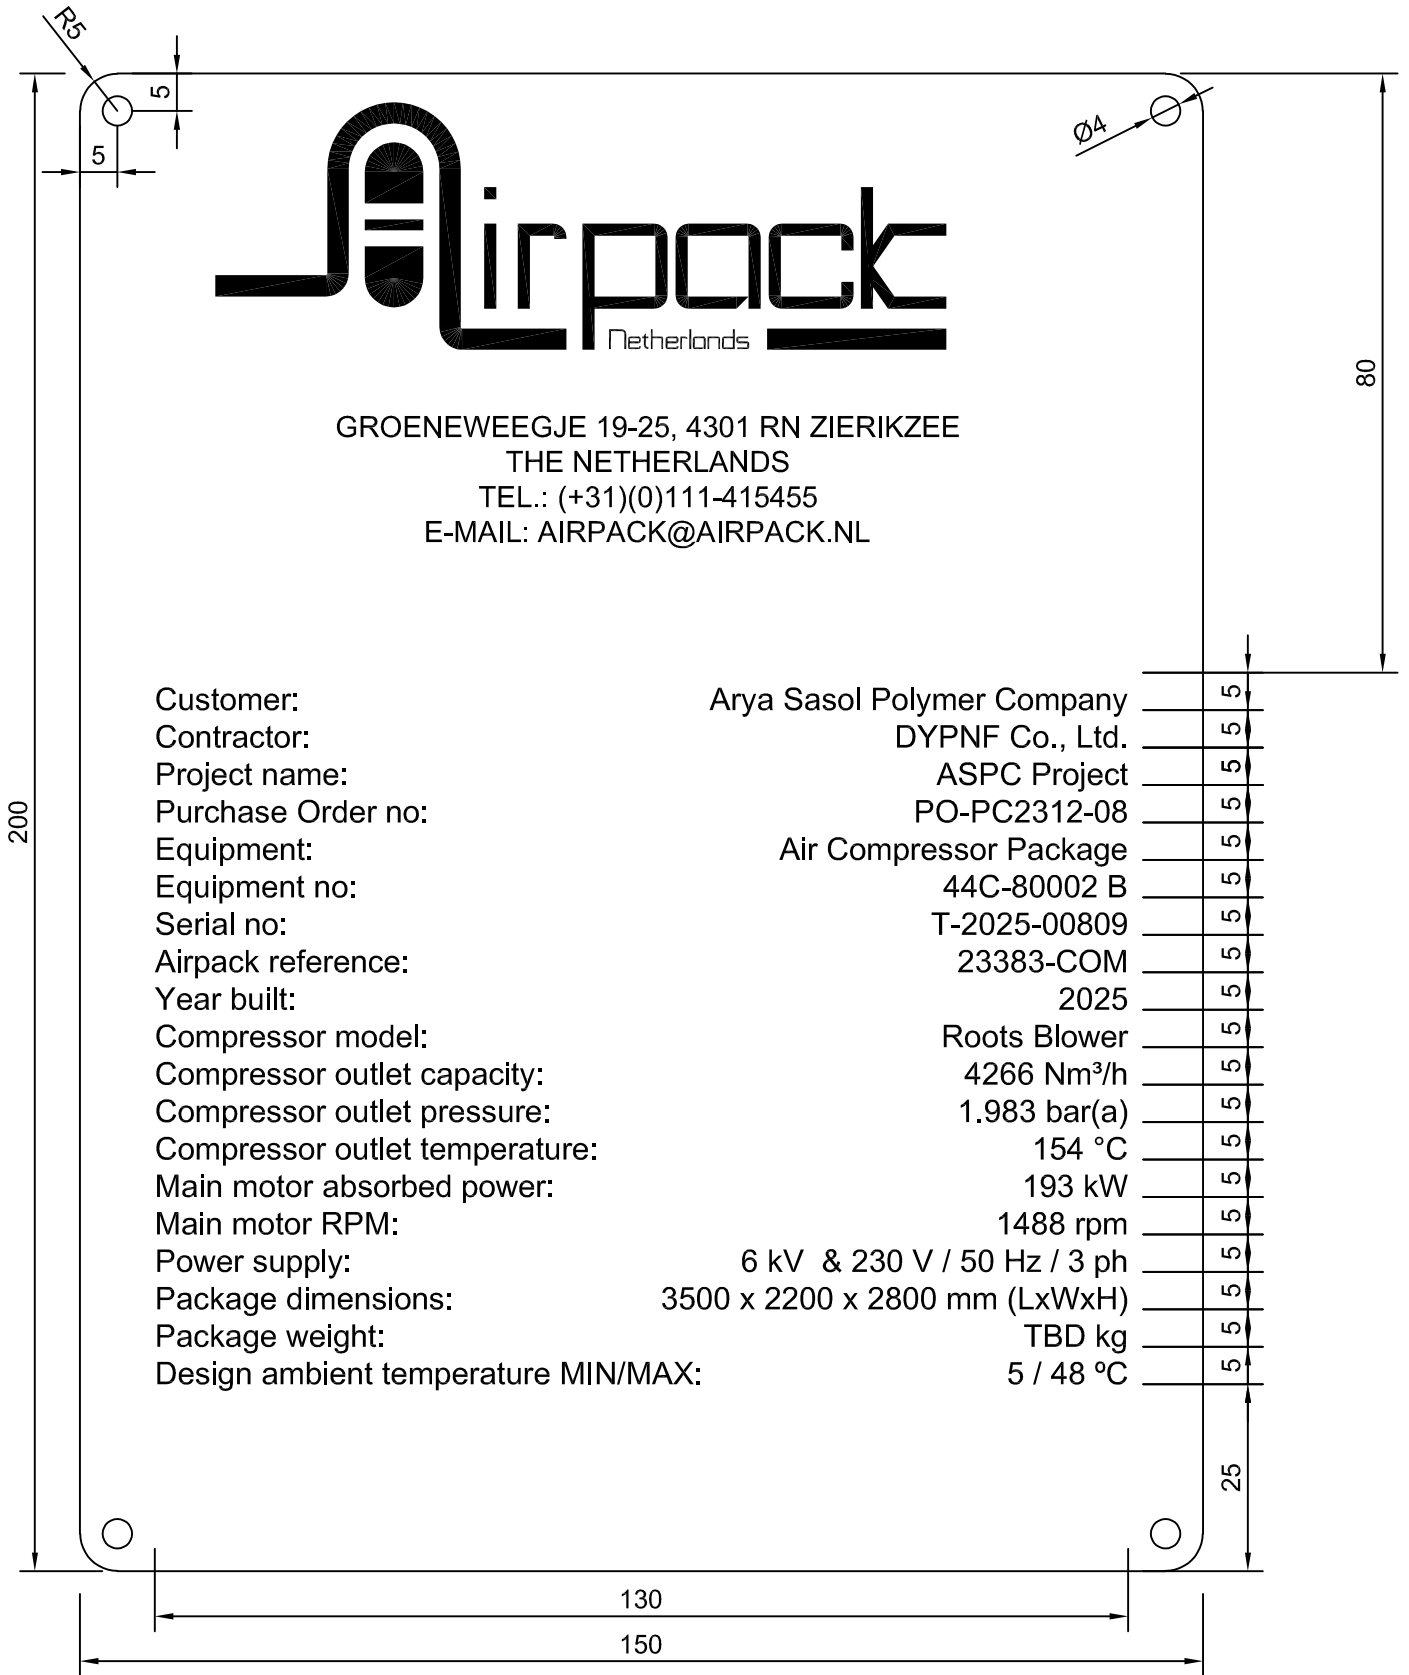 R5
5
5
Ø4
Airpack
Netherlands
80
GROENEWEEGJE 19-25, 4301 RN ZIERIKZEE
THE NETHERLANDS
TEL.: (+31)(0)111-415455
E-MAIL: AIRPACK@AIRPACK.NL
Customer: Arya Sasol Polymer Company 5
Contractor: DYPNF Co., Ltd. 5
Project name: ASPC Project 5
Purchase Order no: PO-PC2312-08 5
Equipment: Air Compressor Package 5
Equipment no: 44C-80002 B 5
Serial no: T-2025-00809 5
Airpack reference: 23383-COM 5
Year built: 2025 5
Compressor model: Roots Blower 5
Compressor outlet capacity: 4266 Nm³/h 5
Compressor outlet pressure: 1.983 bar(a) 5
Compressor outlet temperature: 154 °C 5
Main motor absorbed power: 193 kW 5
Main motor RPM: 1488 rpm 5
Power supply: 6 kV & 230 V / 50 Hz / 3 ph 5
Package dimensions: 3500 x 2200 x 2800 mm (LxWxH) 5
Package weight: TBD kg 5
Design ambient temperature MIN/MAX: 5 / 48 ºC 5
200
25
130
150